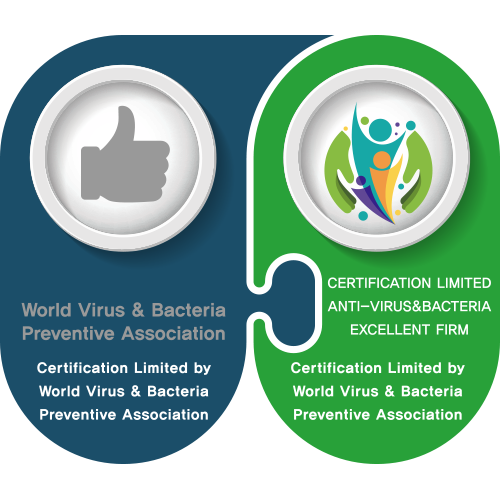 World Virus & Bacteria
Preventive Association
Certification Limited by
World Virus & Bacteria
Preventive Association
CERTIFICATION LIMITED
ANTI-VIRUS&BACTERIA
EXCELLENT FIRM
Certification Limited by
World Virus & Bacteria
Preventive Association